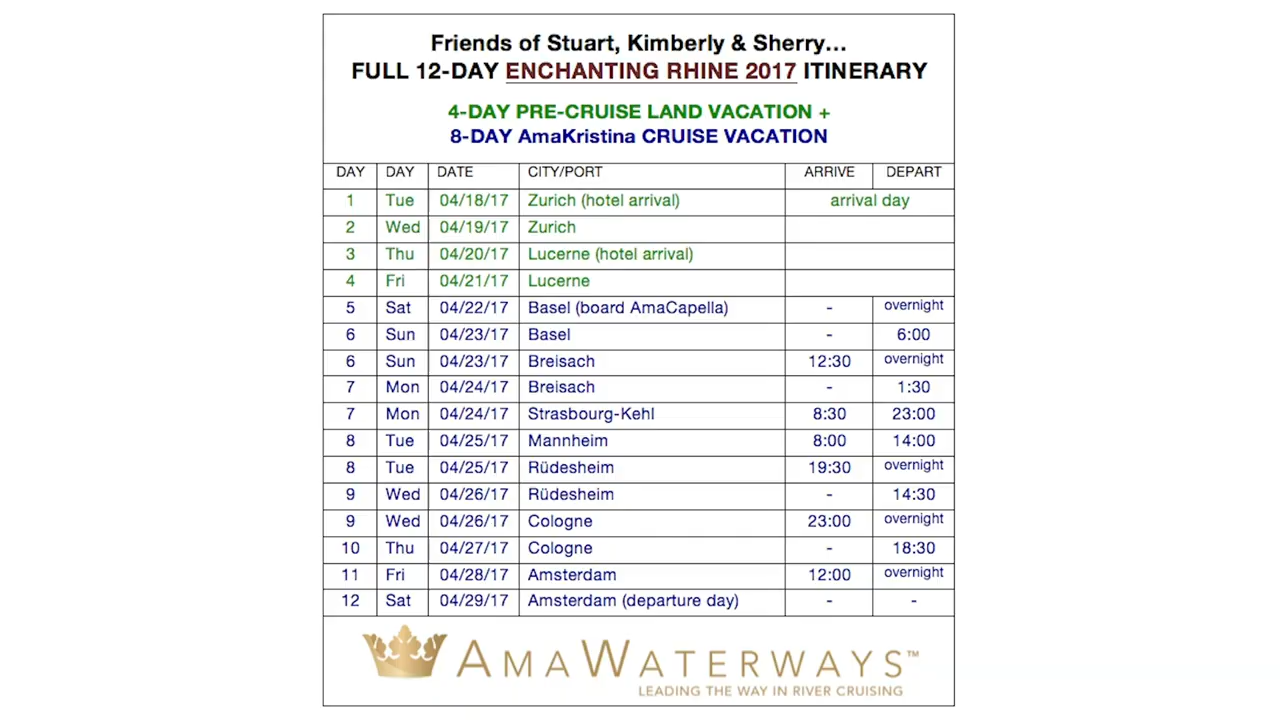 Friends of Stuart, Kimberly & Sherry...
FULL 12-DAY ENCHANTING RHINE 2017 ITINERARY
4-DAY PRE-CRUISE LAND VACATION +
8-DAY AmaKristina CRUISE VACATION
DAY DAY DATE CITY/PORT ARRIVE DEPART
1 Tue 04/18/17 Zurich (hotel arrival) arrival day
2 Wed 04/19/17 Zurich
3 Thu 04/20/17 Lucerne (hotel arrival)
4 Fri 04/21/17 Lucerne
5 Sat 04/22/17 Basel (board AmaCapella) - overnight
6 Sun 04/23/17 Basel - 6:00
6 Sun 04/23/17 Breisach 12:30 overnight
7 Mon 04/24/17 Breisach - 1:30
7 Mon 04/24/17 Strasbourg-Kehl 8:30 23:00
8 Tue 04/25/17 Mannheim 8:00 14:00
8 Tue 04/25/17 Rüdesheim 19:30 overnight
9 Wed 04/26/17 Rüdesheim - 14:30
9 Wed 04/26/17 Cologne 23:00 overnight
10 Thu 04/27/17 Cologne - 18:30
11 Fri 04/28/17 Amsterdam 12:00 overnight
12 Sat 04/29/17 Amsterdam (departure day) - -
AMAWATERWAYS™
LEADING THE WAY IN RIVER CRUISING